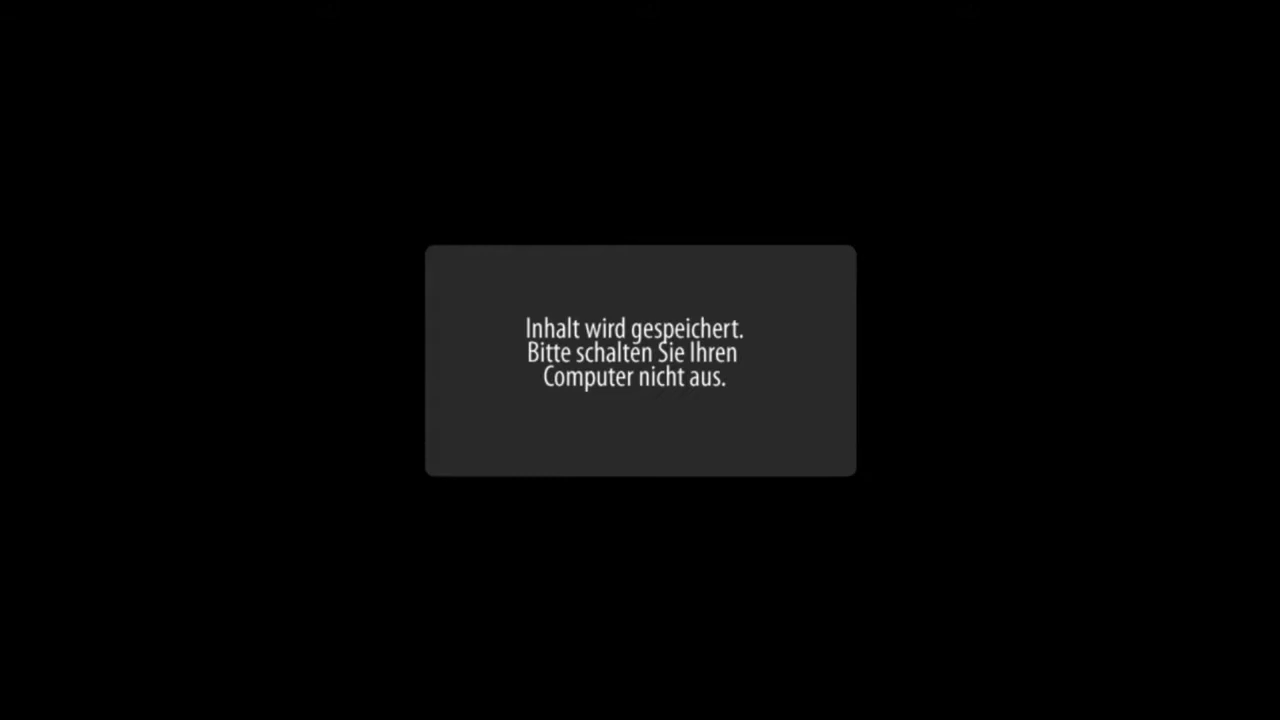 Inhalt wird gespeichert.
Bitte schalten Sie Ihren
Computer nicht aus.